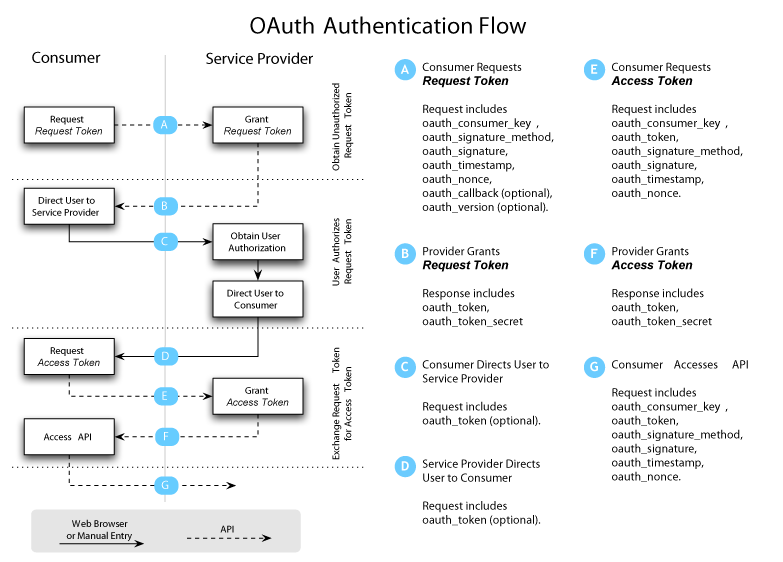 OAuth Authentication Flow
Consumer
Service Provider
Request
Request Token
A
Grant
Request Token
Obtain Unauthorized
Request Token
Direct User to
Service Provider
B
C
Obtain User
Authorization
Direct User to
Consumer
User Authorizes
Request Token
Request
Access Token
D
E
Grant
Access Token
Access API
F
Exchange Request Token
for Access Token
G
Web Browser
or Manual Entry
API
A
Consumer Requests
Request Token
Request includes
oauth_consumer_key ,
oauth_signature_method,
oauth_signature,
oauth_timestamp,
oauth_nonce,
oauth_callback (optional),
oauth_version (optional).
B
Provider Grants
Request Token
Response includes
oauth_token,
oauth_token_secret
C
Consumer Directs User to
Service Provider
Request includes
oauth_token (optional).
D
Service Provider Directs
User to Consumer
Request includes
oauth_token (optional).
E
Consumer Requests
Access Token
Request includes
oauth_consumer_key ,
oauth_token,
oauth_signature_method,
oauth_signature,
oauth_timestamp,
oauth_nonce.
F
Provider Grants
Access Token
Response includes
oauth_token,
oauth_token_secret
G
Consumer Accesses API
Request includes
oauth_consumer_key ,
oauth_token,
oauth_signature_method,
oauth_signature,
oauth_timestamp,
oauth_nonce.